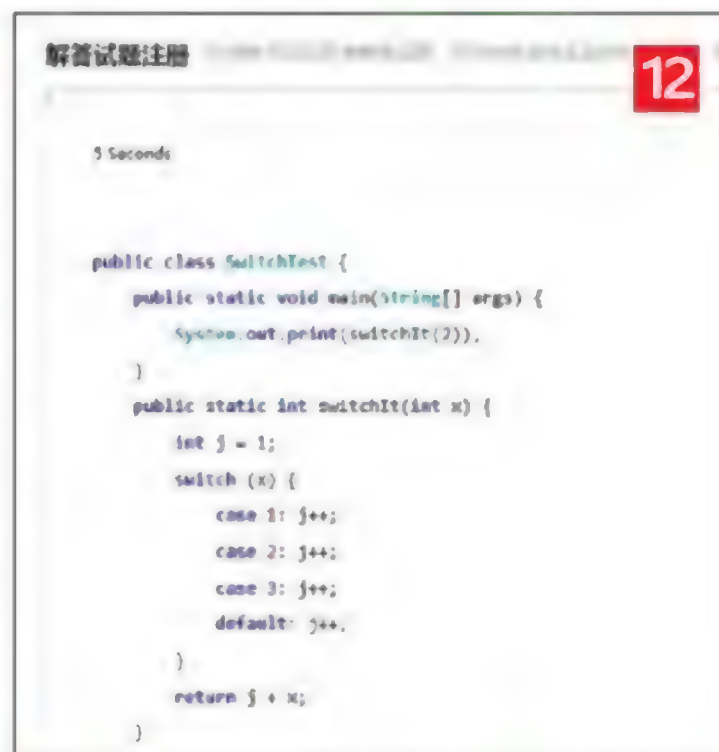 解答试题注册
12
5 Seconds
public class SwitchTest {
public static void main(String[] args) {
System.out.print(switchIt(2));
}
public static int switchIt(int x) {
int j = 1;
switch (x) {
case 1: j++;
case 2: j++;
case 3: j++;
default: j++;
}
return j + x;
}